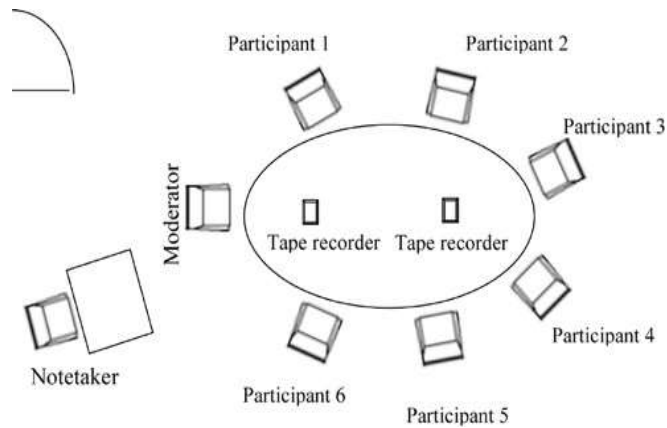 Participant 1
Participant 2
Participant 3
Moderator
Tape recorder
Tape recorder
Participant 4
Notetaker
Participant 6
Participant 5